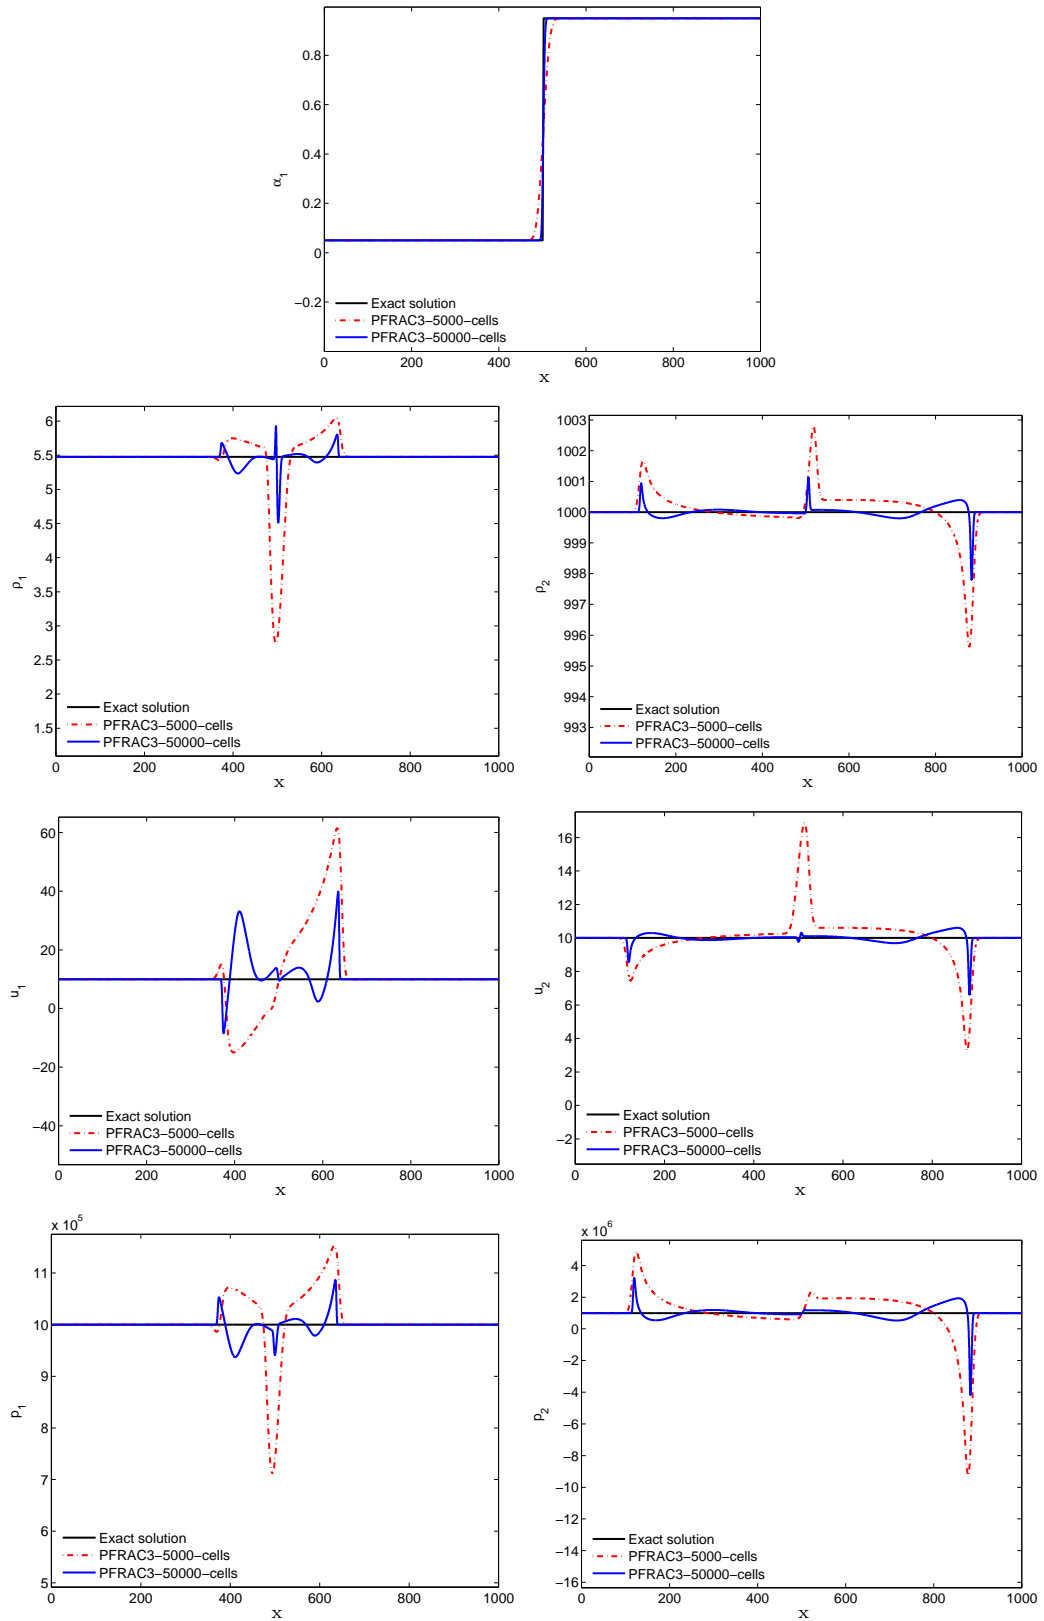 0.8
0.6
0.4
0.2
0
−0.2
α1
0 200 400 600 800 1000
x
Exact solution
PFRAC3−5000−cells
PFRAC3−50000−cells
6
5.5
5
4.5
4
3.5
3
2.5
2
1.5
ρ1
0 200 400 600 800 1000
x
Exact solution
PFRAC3−5000−cells
PFRAC3−50000−cells
1003
1002
1001
1000
999
998
997
996
995
994
993
ρ2
0 200 400 600 800 1000
x
Exact solution
PFRAC3−5000−cells
PFRAC3−50000−cells
60
40
20
0
−20
−40
u1
0 200 400 600 800 1000
x
Exact solution
PFRAC3−5000−cells
PFRAC3−50000−cells
16
14
12
10
8
6
4
2
0
−2
u2
0 200 400 600 800 1000
x
Exact solution
PFRAC3−5000−cells
PFRAC3−50000−cells
x 10^5
11
10
9
8
7
6
5
p1
0 200 400 600 800 1000
x
Exact solution
PFRAC3−5000−cells
PFRAC3−50000−cells
x 10^6
4
2
0
−2
−4
−6
−8
−10
−12
−14
−16
p2
0 200 400 600 800 1000
x
Exact solution
PFRAC3−5000−cells
PFRAC3−50000−cells